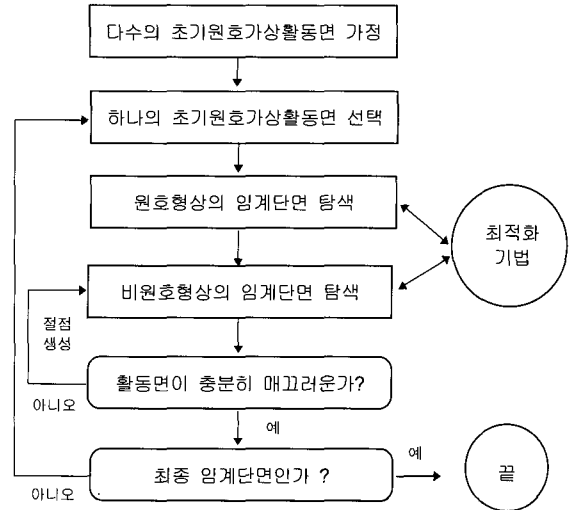 다수의 초기원호가상활동면 가정
하나의 초기원호가상활동면 선택
원호형상의 임계단면 탐색
최적화
기법
비원호형상의 임계단면 탐색
절점
생성
활동면이 충분히 매끄러운가?
아니오
예
최종 임계단면인가 ?
예
끝
아니오